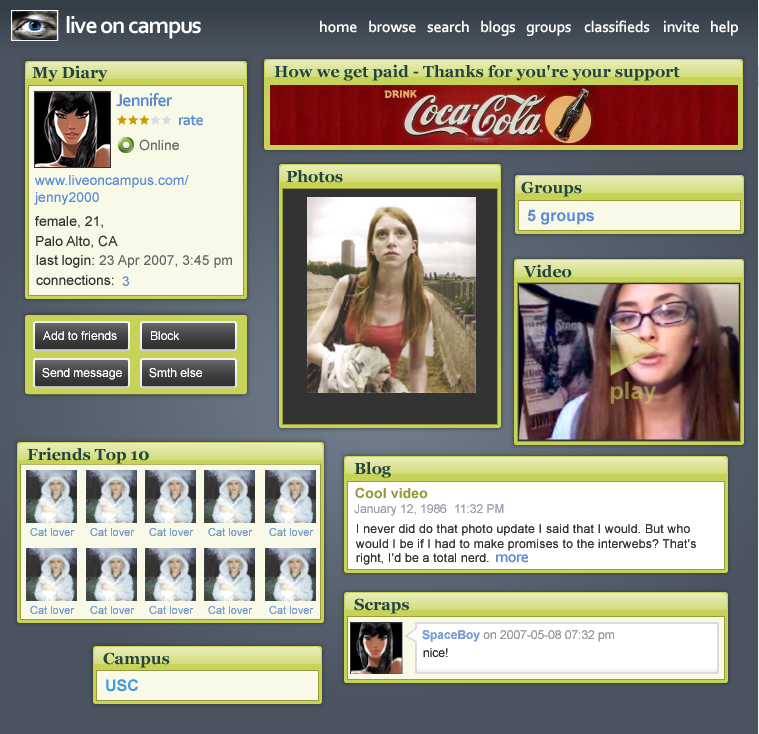 live on campus
home browse search blogs groups classifieds invite help
My Diary
Jennifer
rate
Online
www.liveoncampus.com/
jenny2000
female, 21,
Palo Alto, CA
last login: 23 Apr 2007, 3:45 pm
connections: 3
Add to friends
Block
Send message
Smth else
How we get paid - Thanks for you're your support
DRINK
Coca-Cola
Photos
Groups
5 groups
Video
play
Friends Top 10
Cat lover Cat lover Cat lover Cat lover Cat lover
Cat lover Cat lover Cat lover Cat lover Cat lover
Blog
Cool video
January 12, 1986 11:32 PM
I never did do that photo update I said that I would. But who
would I be if I had to make promises to the interwebs? That's
right, I'd be a total nerd. more
Scraps
SpaceBoy on 2007-05-08 07:32 pm
nice!
Campus
USC